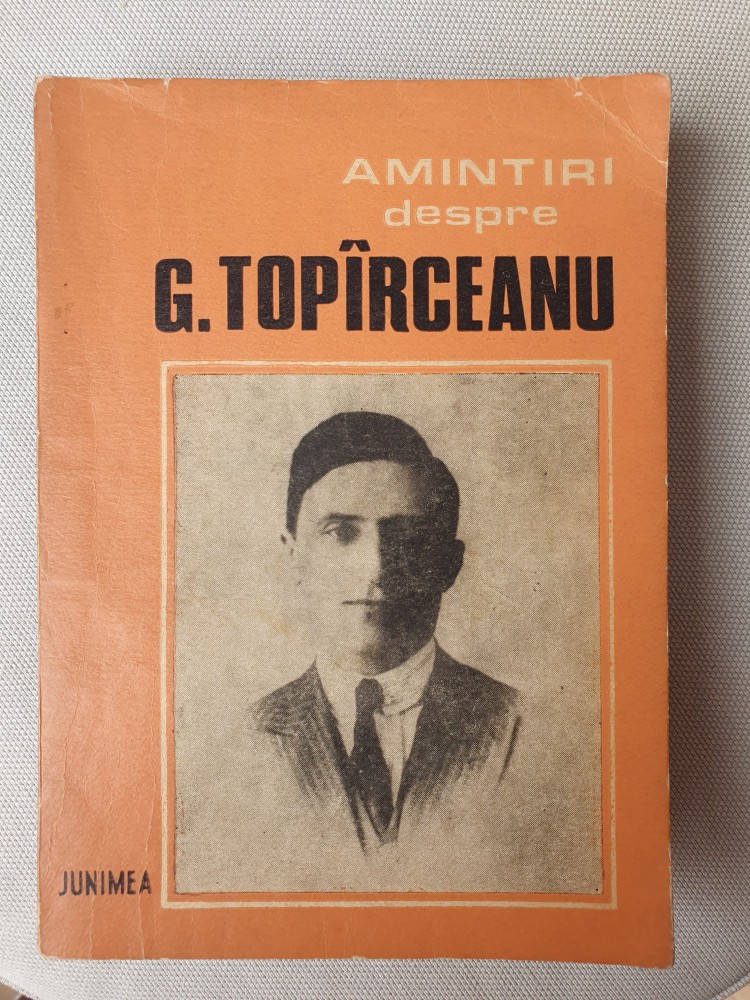 AMINTIRI
despre
G. TOPÎRCEANU
JUNIMEA